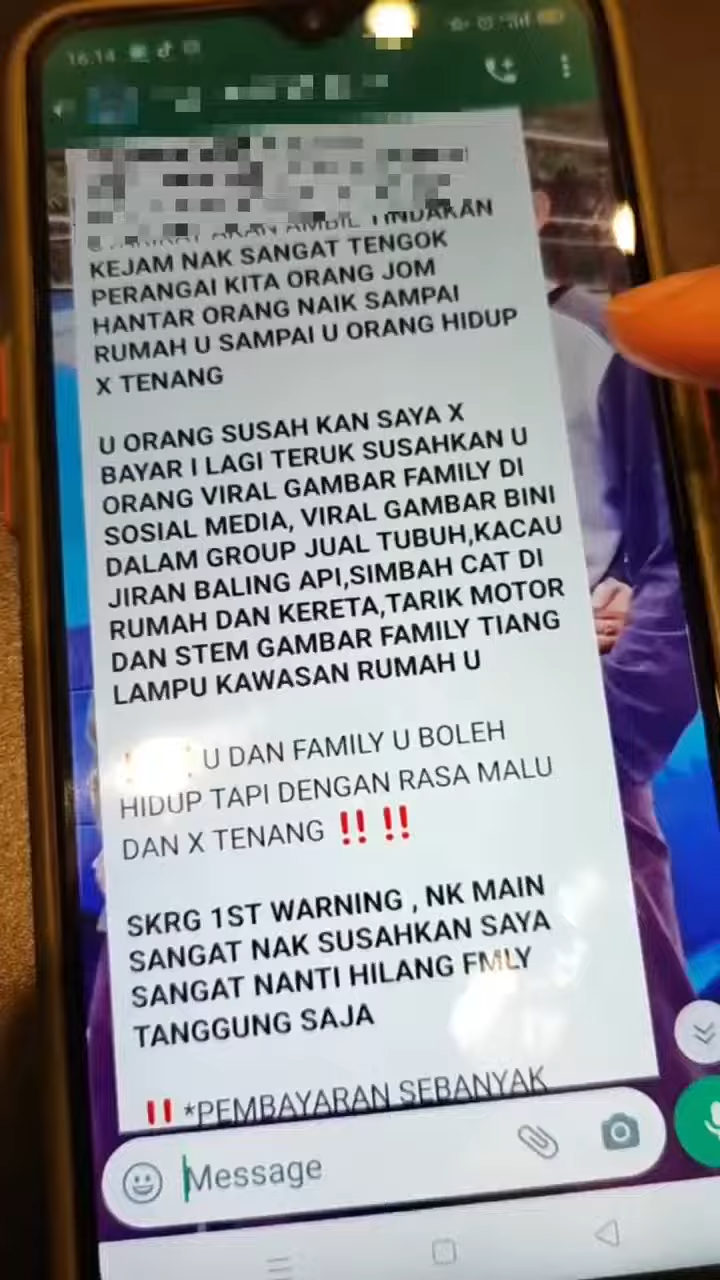 16:14
AKAN AMBIL TINDAKAN
KEJAM NAK SANGAT TENGOK
PERANGAI KITA ORANG JOM
HANTAR ORANG NAIK SAMPAI
RUMAH U SAMPAI U ORANG HIDUP
X TENANG
U ORANG SUSAH KAN SAYA X
BAYAR I LAGI TERUK SUSAHKAN U
ORANG VIRAL GAMBAR FAMILY DI
SOSIAL MEDIA, VIRAL GAMBAR BINI
DALAM GROUP JUAL TUBUH,KACAU
JIRAN BALING API,SIMBAH CAT DI
RUMAH DAN KERETA,TARIK MOTOR
DAN STEM GAMBAR FAMILY TIANG
LAMPU KAWASAN RUMAH U
U DAN FAMILY U BOLEH
HIDUP TAPI DENGAN RASA MALU
DAN X TENANG ‼️ ‼️
SKRG 1ST WARNING , NK MAIN
SANGAT NAK SUSAHKAN SAYA
SANGAT NANTI HILANG FMLY
TANGGUNG SAJA
‼️ *PEMBAYARAN SEBANYAK
Message